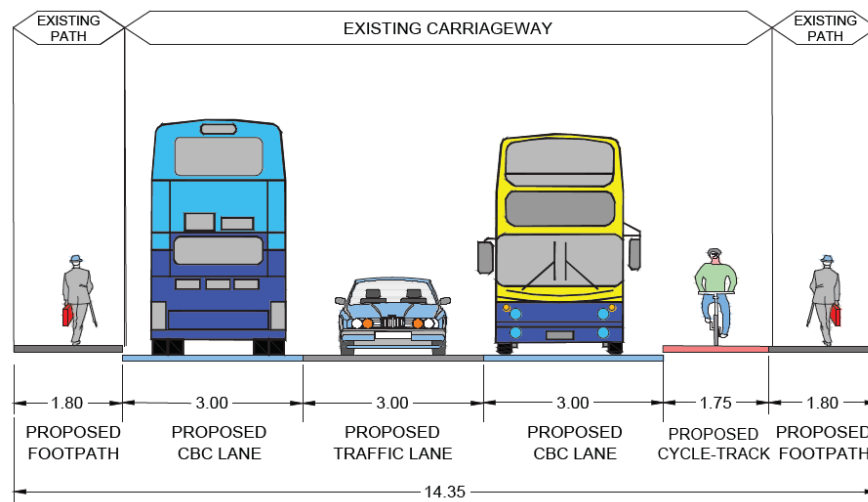 EXISTING
PATH
EXISTING CARRIAGEWAY
EXISTING
PATH
1.80
3.00
3.00
3.00
1.75
1.80
PROPOSED
FOOTPATH
PROPOSED
CBC LANE
PROPOSED
TRAFFIC LANE
PROPOSED
CBC LANE
PROPOSED
CYCLE-TRACK
PROPOSED
FOOTPATH
14.35